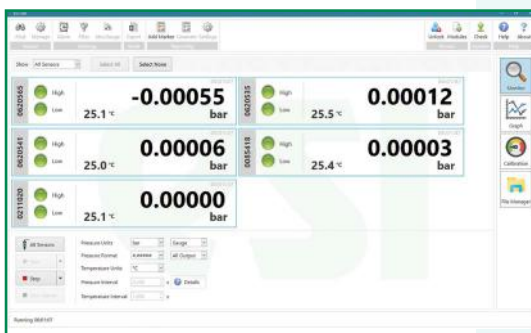 Add Marker
Unlock Modules Check Help About
Show All Sensors Select All Select None
0620565 High Low 25.1 °C -0.00055 bar
0620535 High Low 25.5 °C 0.00012 bar
0620541 High Low 25.0 °C 0.00006 bar
0085418 High Low 25.4 °C 0.00003 bar
0211020 High Low 25.1 °C 0.00000 bar
Monitor
Graph
Calibration
File Manager
All Sensors
Stop
Pressure Units bar Gauge
Pressure Format All Output
Temperature Units °C
Pressure Interval s Details
Temperature Interval s
Running